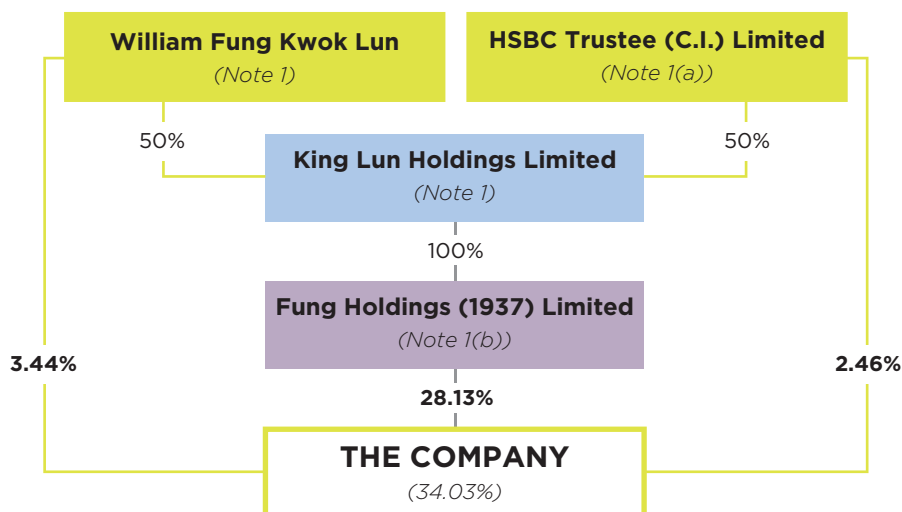 William Fung Kwok Lun
(Note 1)
HSBC Trustee (C.I.) Limited
(Note 1(a))
50%
50%
King Lun Holdings Limited
(Note 1)
100%
Fung Holdings (1937) Limited
(Note 1(b))
3.44%
2.46%
28.13%
THE COMPANY
(34.03%)